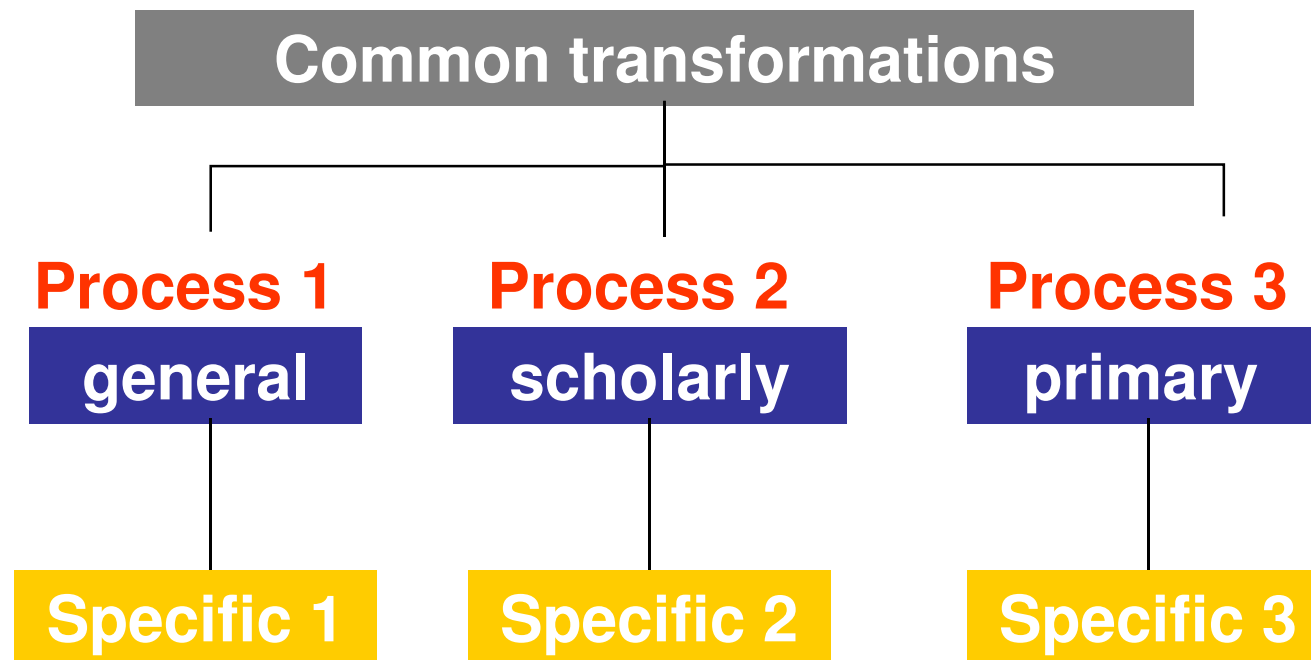 Common transformations
Process 1
Process 2
Process 3
general
scholarly
primary
Specific 1
Specific 2
Specific 3